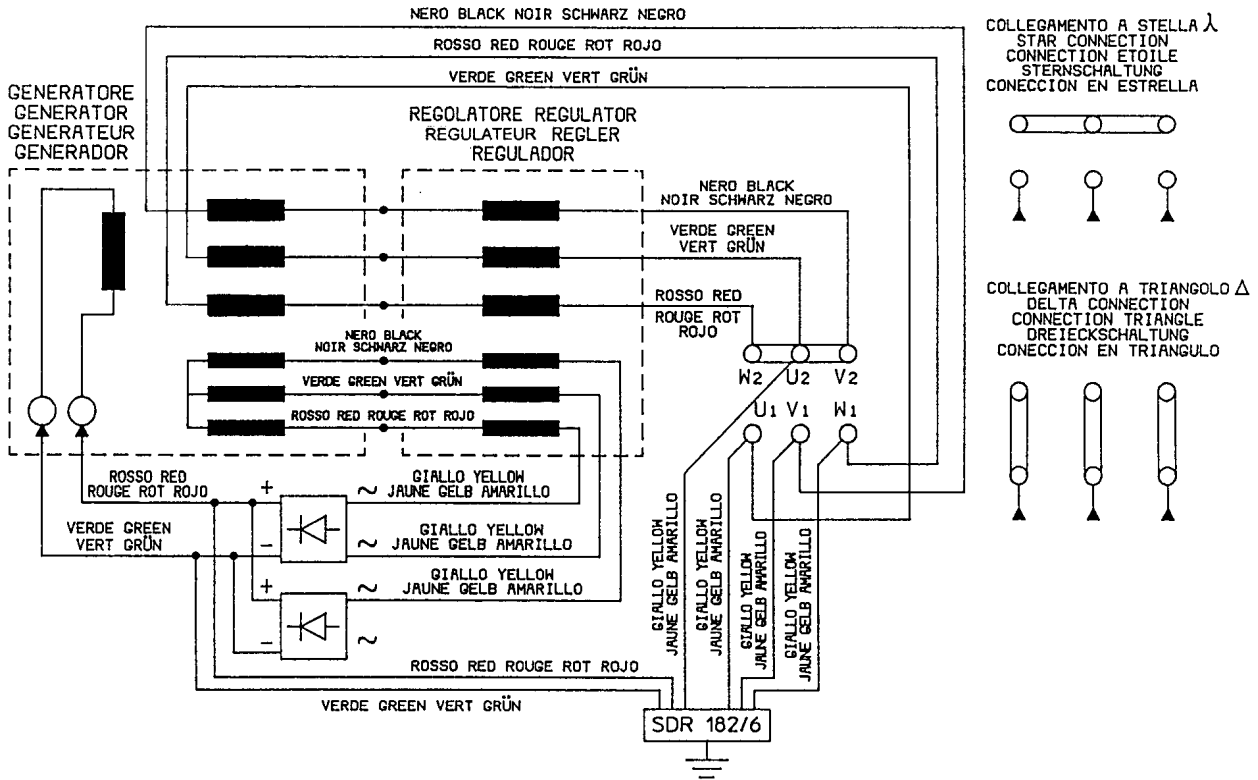 NERO BLACK NOIR SCHWARZ NEGRO
ROSSO RED ROUGE ROT ROJO
VERDE GREEN VERT GRÜN
GENERATORE
GENERATOR
GENERATEUR
GENERADOR
REGOLATORE REGULATOR
REGULATEUR REGLER
REGULADOR
COLLEGAMENTO A STELLA ⅄
STAR CONNECTION
CONNECTION ETOILE
STERNSCHALTUNG
CONECCION EN ESTRELLA
NERO BLACK
NOIR SCHWARZ NEGRO
VERDE GREEN
VERT GRÜN
ROSSO RED
ROUGE ROT
ROJO
COLLEGAMENTO A TRIANGOLO Δ
DELTA CONNECTION
CONNECTION TRIANGLE
DREIECKSCHALTUNG
CONECCION EN TRIANGULO
NERO BLACK
NOIR SCHWARZ NEGRO
VERDE GREEN VERT GRÜN
ROSSO RED ROUGE ROT ROJO
W2 U2 V2
U1 V1 W1
ROSSO RED
ROUGE ROT ROJO
+ ~
GIALLO YELLOW
JAUNE GELB AMARILLO
VERDE GREEN
VERT GRÜN
- ~
GIALLO YELLOW
JAUNE GELB AMARILLO
+ ~
GIALLO YELLOW
JAUNE GELB AMARILLO
- ~
GIALLO YELLOW
JAUNE GELB AMARILLO
GIALLO YELLOW
JAUNE GELB AMARILLO
GIALLO YELLOW
JAUNE GELB AMARILLO
GIALLO YELLOW
JAUNE GELB AMARILLO
ROSSO RED ROUGE ROT ROJO
VERDE GREEN VERT GRÜN
SDR 182/6